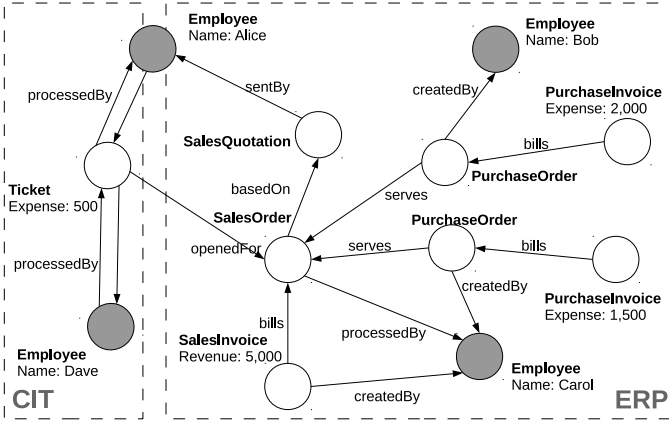 Employee
Name: Alice
Employee
Name: Bob
processedBy
sentBy
createdBy
PurchaseInvoice
Expense: 2,000
SalesQuotation
bills
PurchaseOrder
Ticket
Expense: 500
basedOn
serves
SalesOrder
PurchaseOrder
openedFor
serves
bills
processedBy
createdBy
PurchaseInvoice
Expense: 1,500
bills
processedBy
SalesInvoice
Revenue: 5,000
Employee
Name: Dave
Employee
Name: Carol
createdBy
CIT
ERP